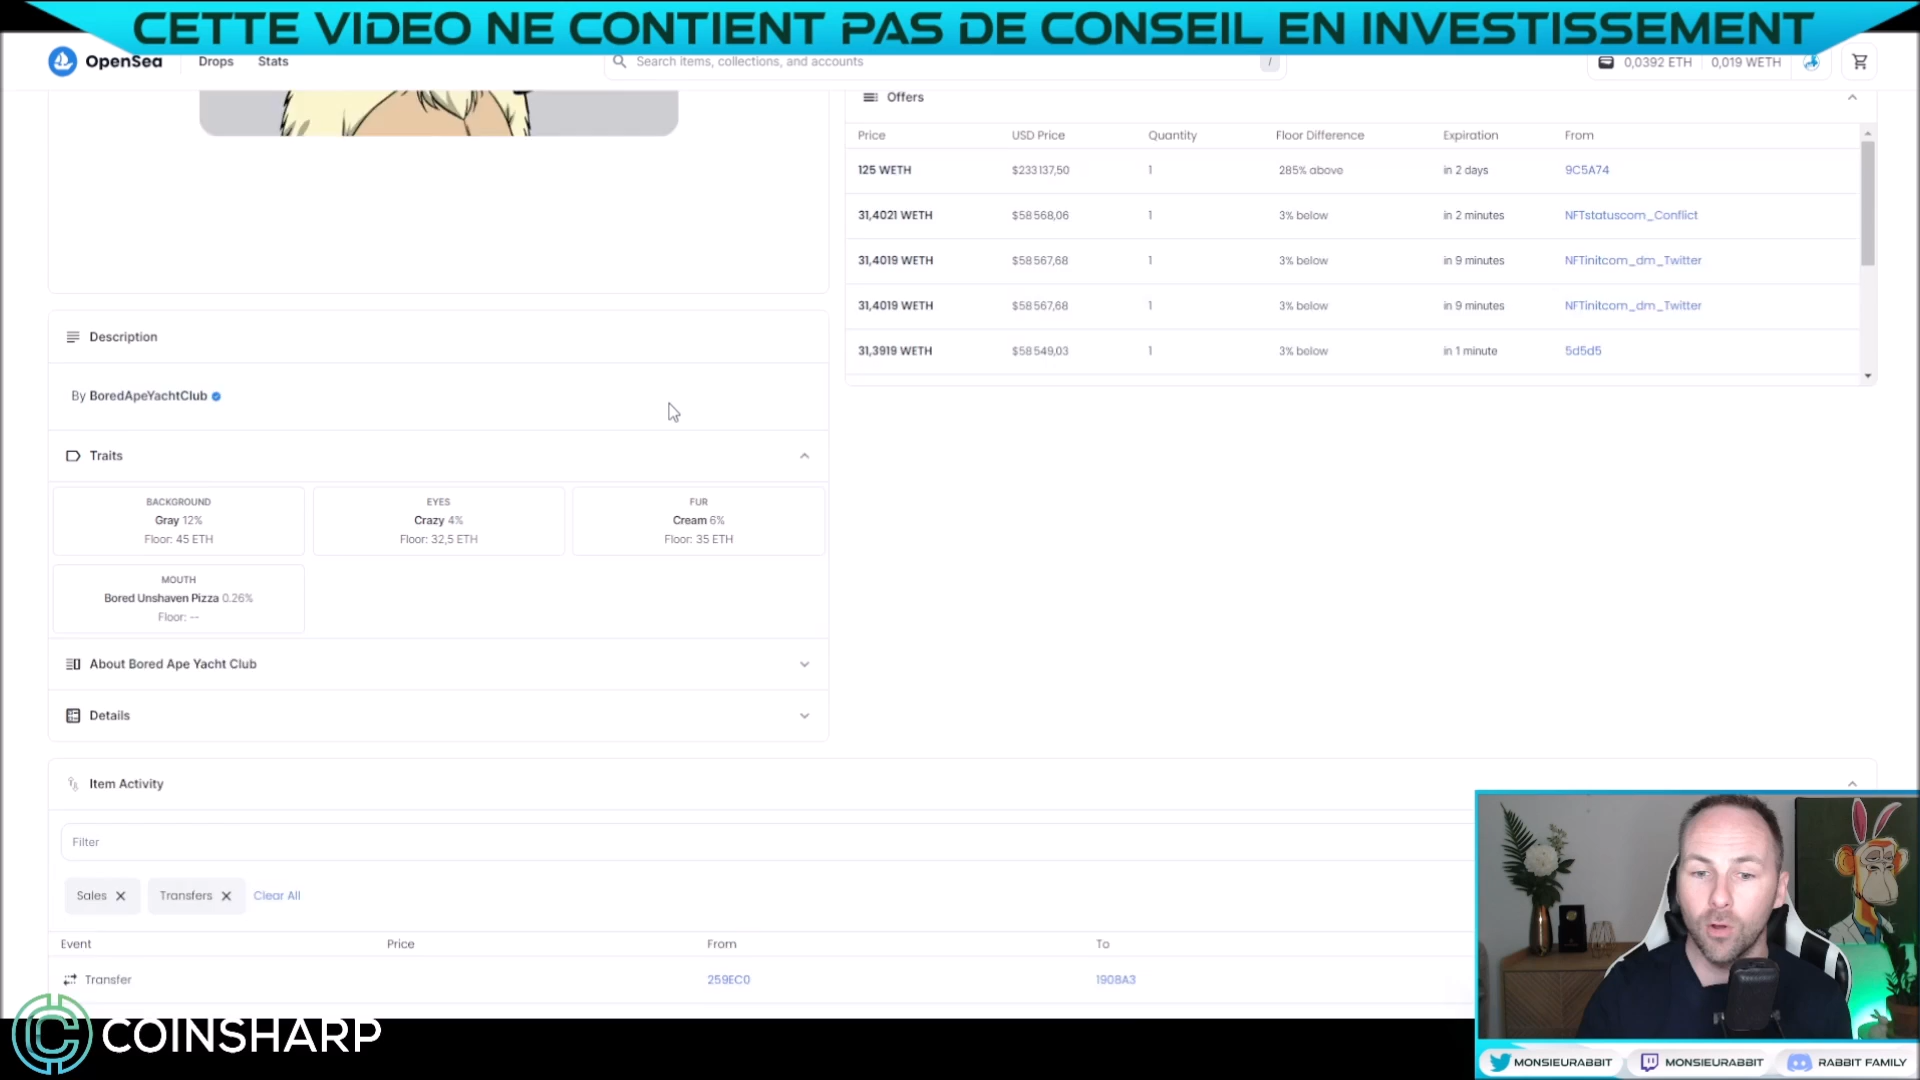 CETTE VIDEO NE CONTIENT PAS DE CONSEIL EN INVESTISSEMENT
OpenSea Drops Stats Search items, collections, and accounts / 0,0392 ETH 0,019 WETH
Offers
Price USD Price Quantity Floor Difference Expiration From
125 WETH $233 137,50 1 285% above in 2 days 9C5A74
31,4021 WETH $58 568,06 1 3% below in 2 minutes NFTstatuscom_Conflict
31,4019 WETH $58 567,68 1 3% below in 9 minutes NFTinitcom_dm_Twitter
31,4019 WETH $58 567,68 1 3% below in 9 minutes NFTinitcom_dm_Twitter
31,3919 WETH $58 549,03 1 3% below in 1 minute 5d5d5
Description
By BoredApeYachtClub
Traits
BACKGROUND
Gray 12%
Floor: 45 ETH
EYES
Crazy 4%
Floor: 32,5 ETH
FUR
Cream 6%
Floor: 35 ETH
MOUTH
Bored Unshaven Pizza 0.26%
Floor: --
About Bored Ape Yacht Club
Details
Item Activity
Filter
Sales Transfers Clear All
Event Price From To
Transfer 259EC0 1908A3
COINSHARP
MONSIEURABBIT MONSIEURABBIT RABBIT FAMILY